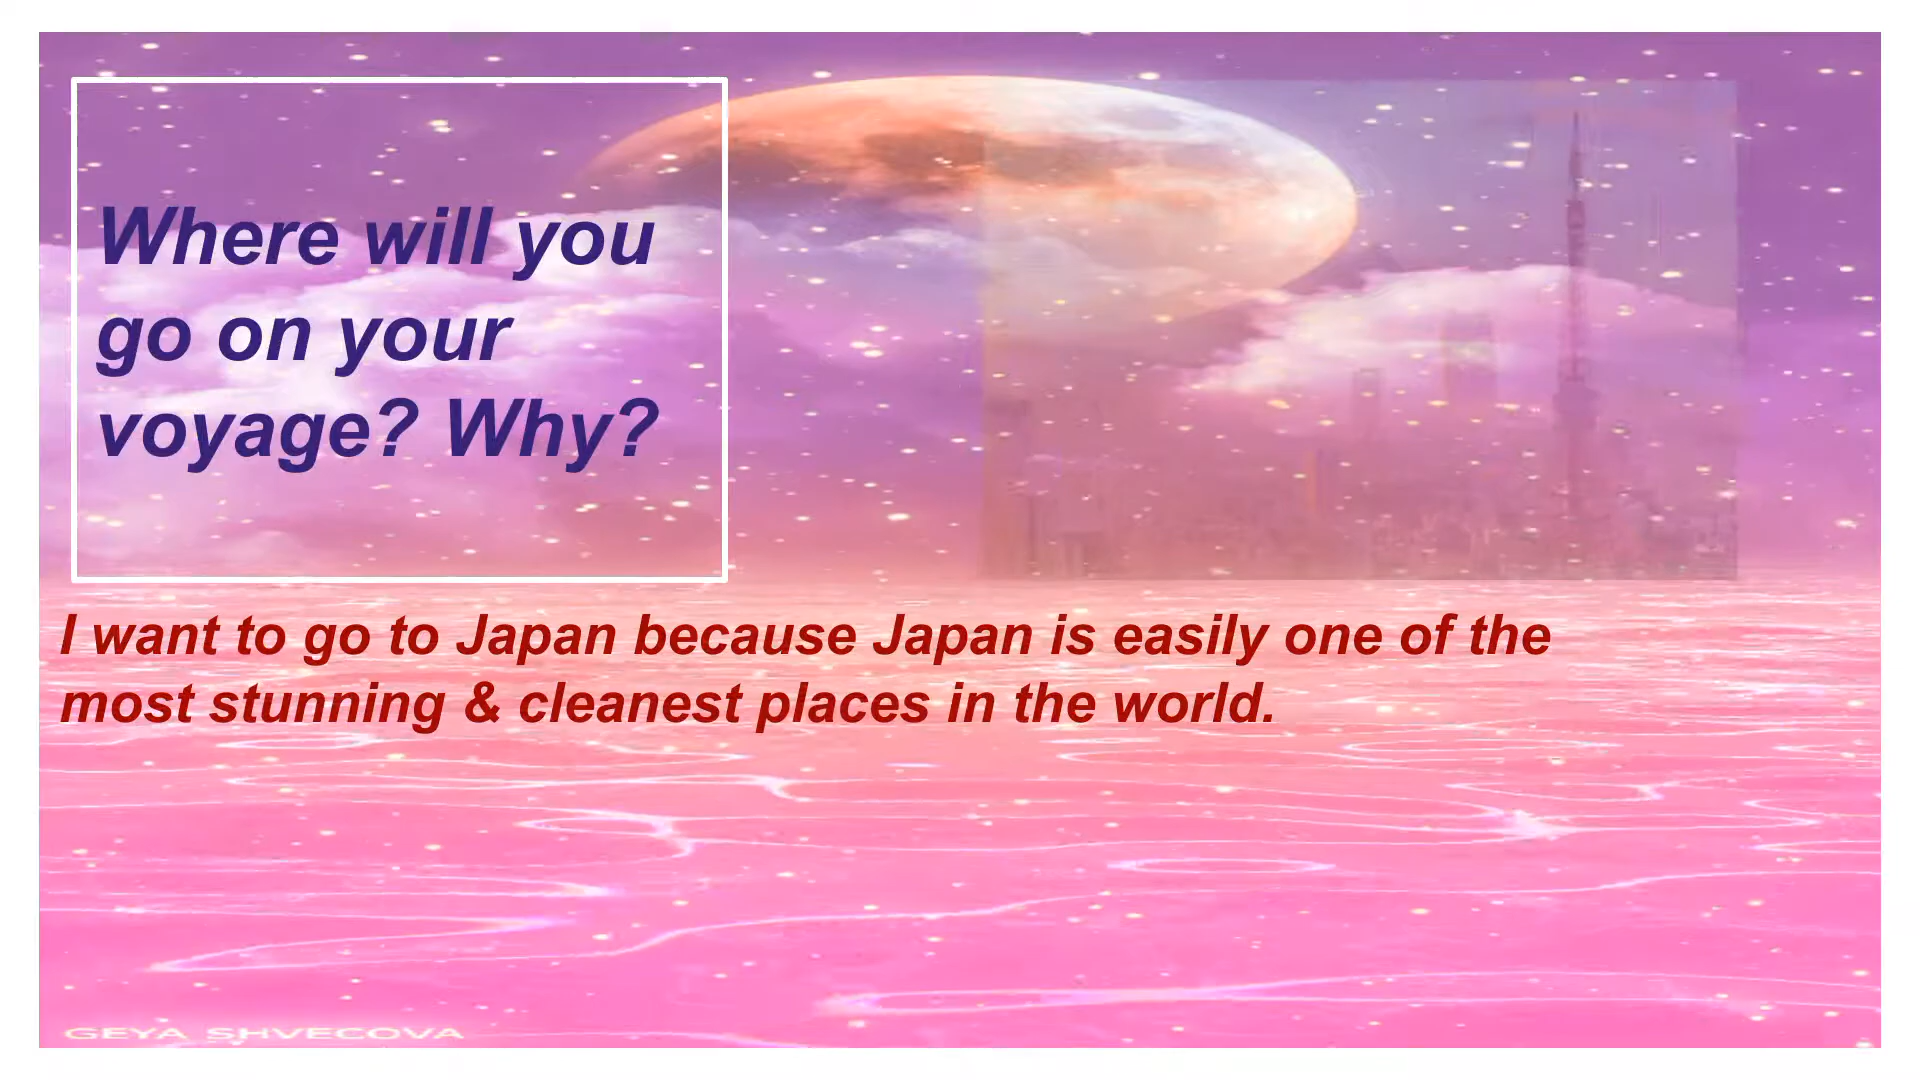 Where will you
go on your
voyage? Why?
I want to go to Japan because Japan is easily one of the
most stunning & cleanest places in the world.
GEYA SHVECOVA